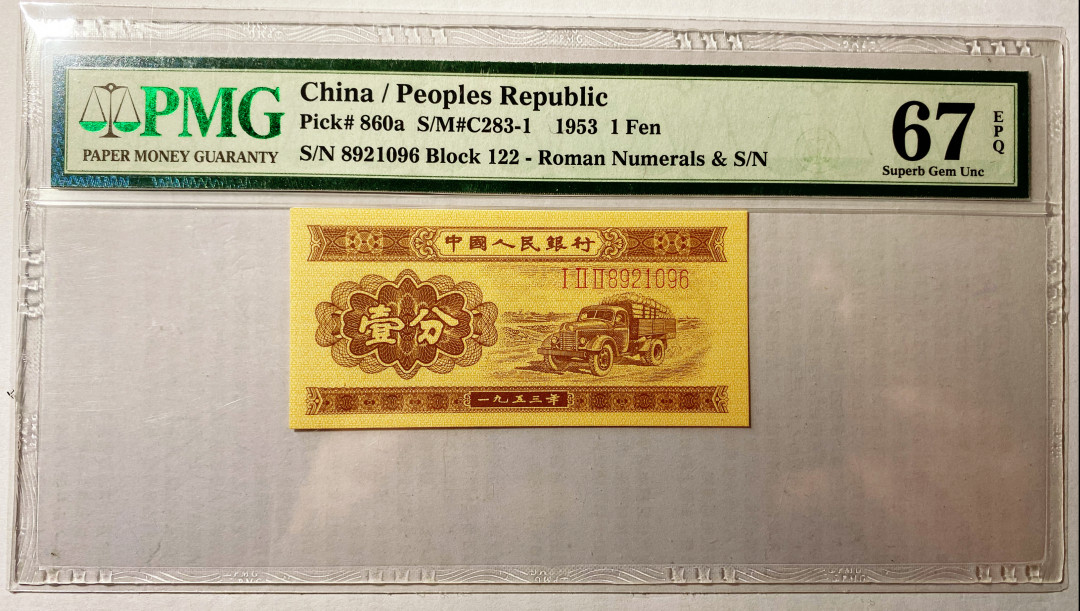 PMG
PAPER MONEY GUARANTY
China / Peoples Republic
Pick# 860a S/M#C283-1 1953 1 Fen
S/N 8921096 Block 122 - Roman Numerals & S/N
67
EPQ
Superb Gem Unc
中國人民銀行
I II II 8921096
壹分
一九五三年